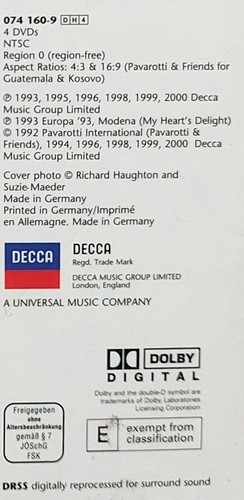 074 160-9 DH4
4 DVDs
NTSC
Region 0 (region-free)
Aspect Ratios: 4:3 & 16:9 (Pavarotti & Friends for
Guatemala & Kosovo)
℗ 1993, 1995, 1996, 1998, 1999, 2000 Decca
Music Group Limited
℗ 1993 Europa '93, Modena (My Heart's Delight)
© 1992 Pavarotti International (Pavarotti &
Friends), 1994, 1996, 1998, 1999, 2000 Decca
Music Group Limited
Cover photo © Richard Haughton and
Suzie Maeder
Made in Germany
Printed in Germany/Imprimé
en Allemagne. Made in Germany
DECCA
DECCA
Regd. Trade Mark
DECCA MUSIC GROUP LIMITED
London, England
A UNIVERSAL MUSIC COMPANY
DOLBY
DIGITAL
Dolby and the double-D symbol are
trademarks of Dolby Laboratories
Licensing Corporation
Freigegeben
ohne
Altersbeschränkung
gemäß § 7
JÖSchG
FSK
E exempt from
classification
DRSS digitally reprocessed for surround sound